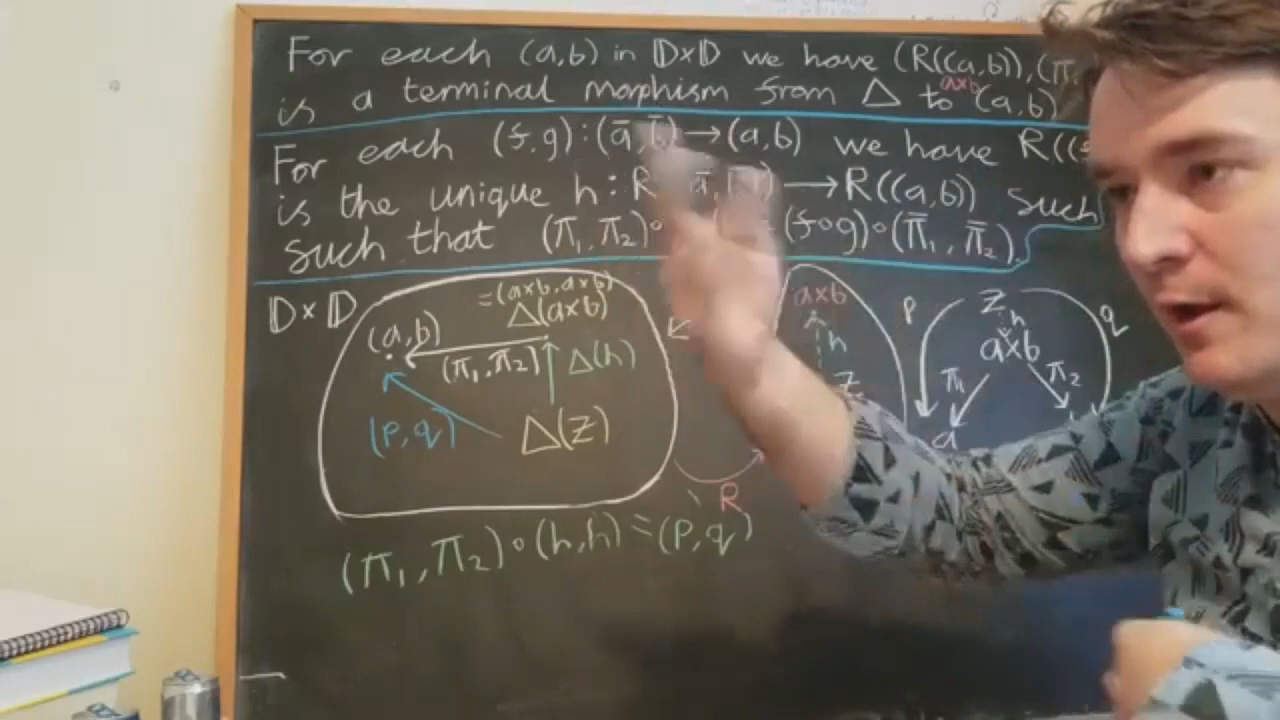 For each (a,b) in 𝔻×𝔻 we have (R((a,b)),(π
is a terminal morphism from Δ to (a,b)
a×b
For each (f,g):(ā,b̄)→(a,b) we have R((f
is the unique h: R ā, →R((a,b)) such
such that (π₁,π₂)∘ (f∘g)∘(π̄₁,π̄₂).
𝔻×𝔻
=(a×b,a×b)
Δ(a×b)
(a,b)
(π₁,π₂)
Δ(h)
(p,q)
Δ(z)
a×b
h
z
R
p
z
q
h
a×b
π₁
π₂
a
(π₁,π₂)∘(h,h)=(p,q)